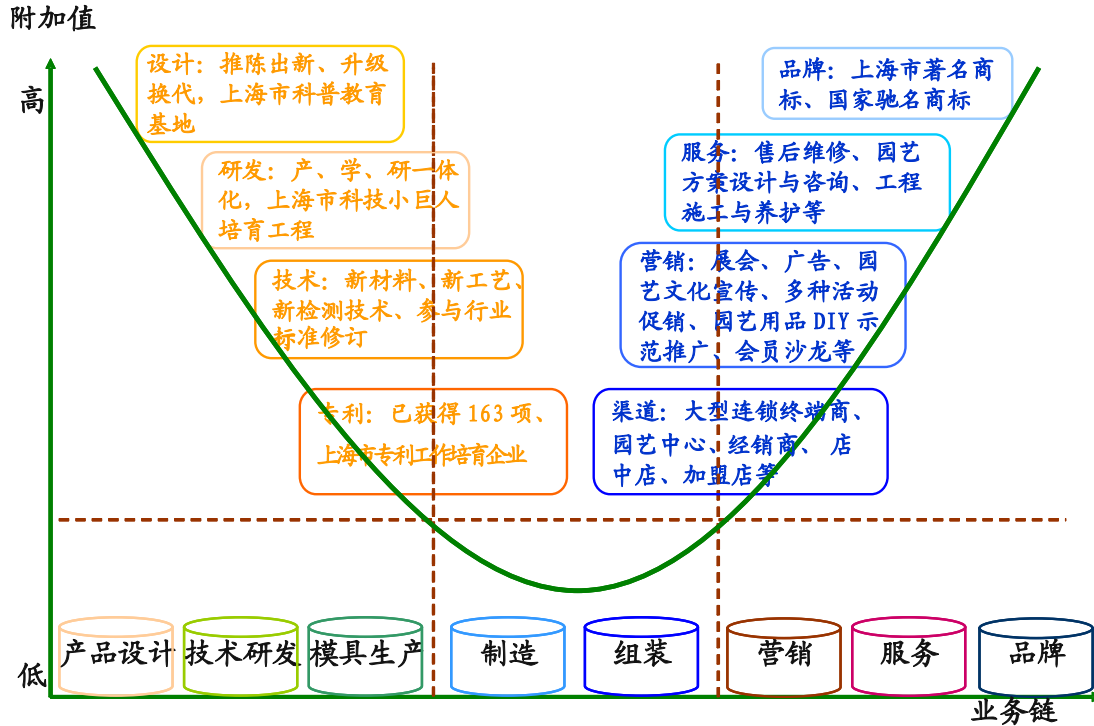 附加值
高
设计：推陈出新、升级
换代，上海市科普教育
基地
研发：产、学、研一体
化，上海市科技小巨人
培育工程
技术：新材料、新工艺、
新检测技术、参与行业
标准修订
专利：已获得 163 项、
上海市专利工作培育企业
品牌：上海市著名商
标、国家驰名商标
服务：售后维修、园艺
方案设计与咨询、工程
施工与养护等
营销：展会、广告、园
艺文化宣传、多种活动
促销、园艺用品 DIY 示
范推广、会员沙龙等
渠道：大型连锁终端商、
园艺中心、经销商、 店
中店、加盟店等
产品设计 技术研发 模具生产 制造 组装 营销 服务 品牌
低
业务链